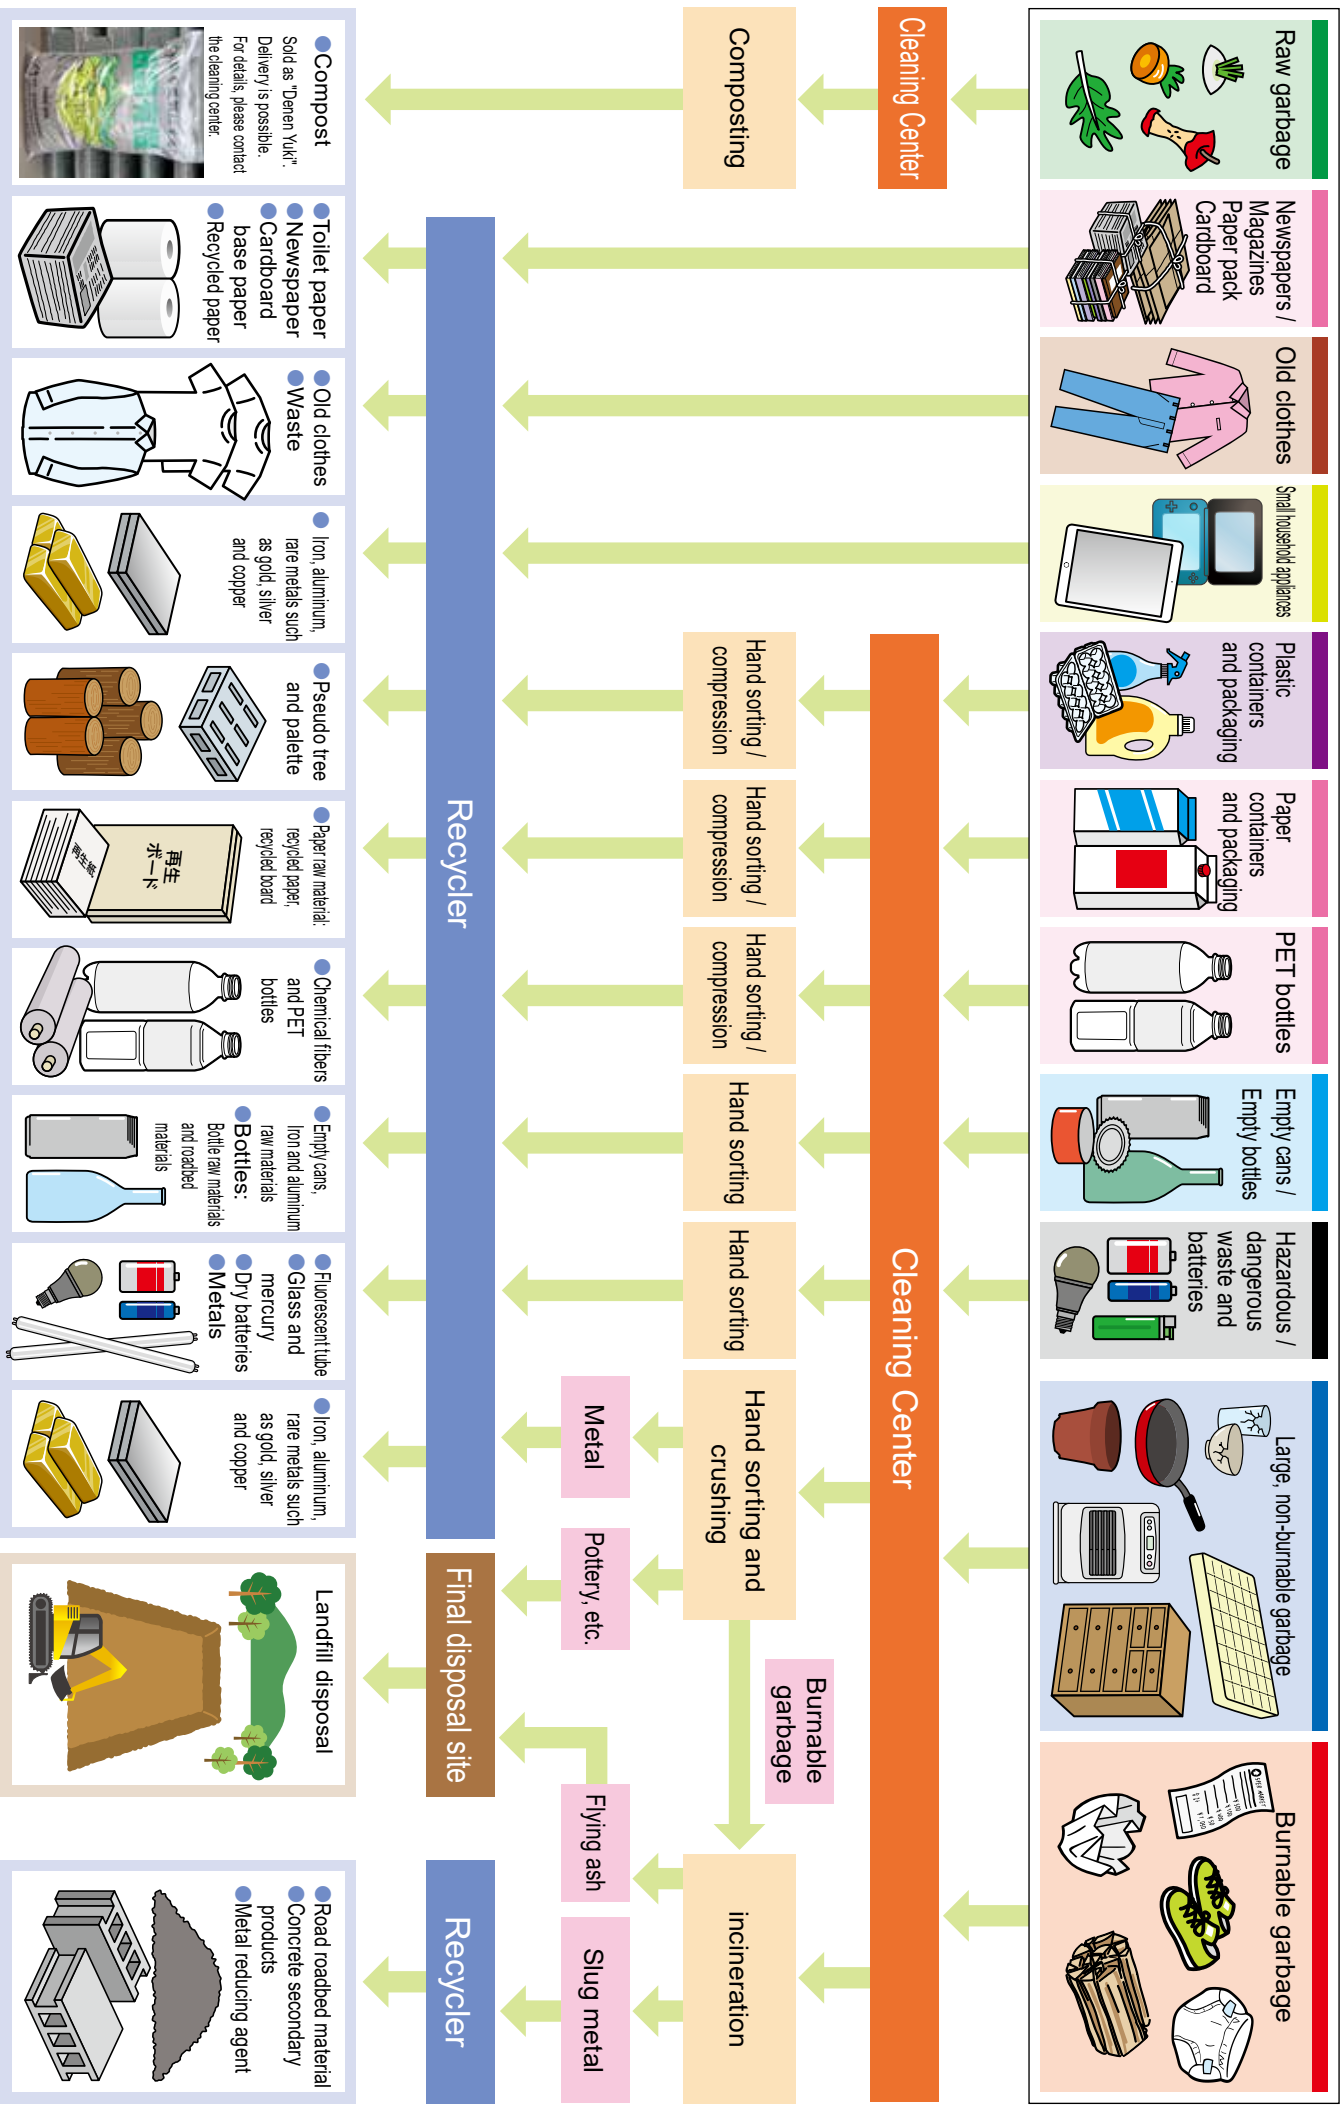 Raw garbage
Newspapers /
Magazines
Paper pack
Cardboard
Old clothes
Small household appliances
Plastic
containers
and packaging
Paper
containers
and packaging
PET bottles
Empty cans /
Empty bottles
Hazardous /
dangerous
waste and
batteries
Large, non-burnable garbage
Burnable garbage
Cleaning Center
Cleaning Center
Composting
Hand sorting /
compression
Hand sorting /
compression
Hand sorting /
compression
Hand sorting
Hand sorting
Hand sorting and
crushing
Burnable
garbage
incineration
Metal
Pottery, etc.
Flying ash
Slug metal
Recycler
Final disposal site
Recycler
Compost
Sold as "Denen Yuki".
Delivery is possible.
For details, please contact
the cleaning center.
Toilet paper
Newspaper
Cardboard
base paper
Recycled paper
Old clothes
Waste
Iron, aluminum,
rare metals such
as gold, silver
and copper
Pseudo tree
and palette
Paper raw material:
recycled paper,
recycled board
再生
ボード
再生紙
Chemical fibers
and PET
bottles
Empty cans,
Iron and aluminum
raw materials
Bottles:
Bottle raw materials
and roadbed
materials
Fluorescent tube
Glass and
mercury
Dry batteries
Metals
Iron, aluminum,
rare metals such
as gold, silver
and copper
Landfill disposal
Road roadbed material
Concrete secondary
products
Metal reducing agent